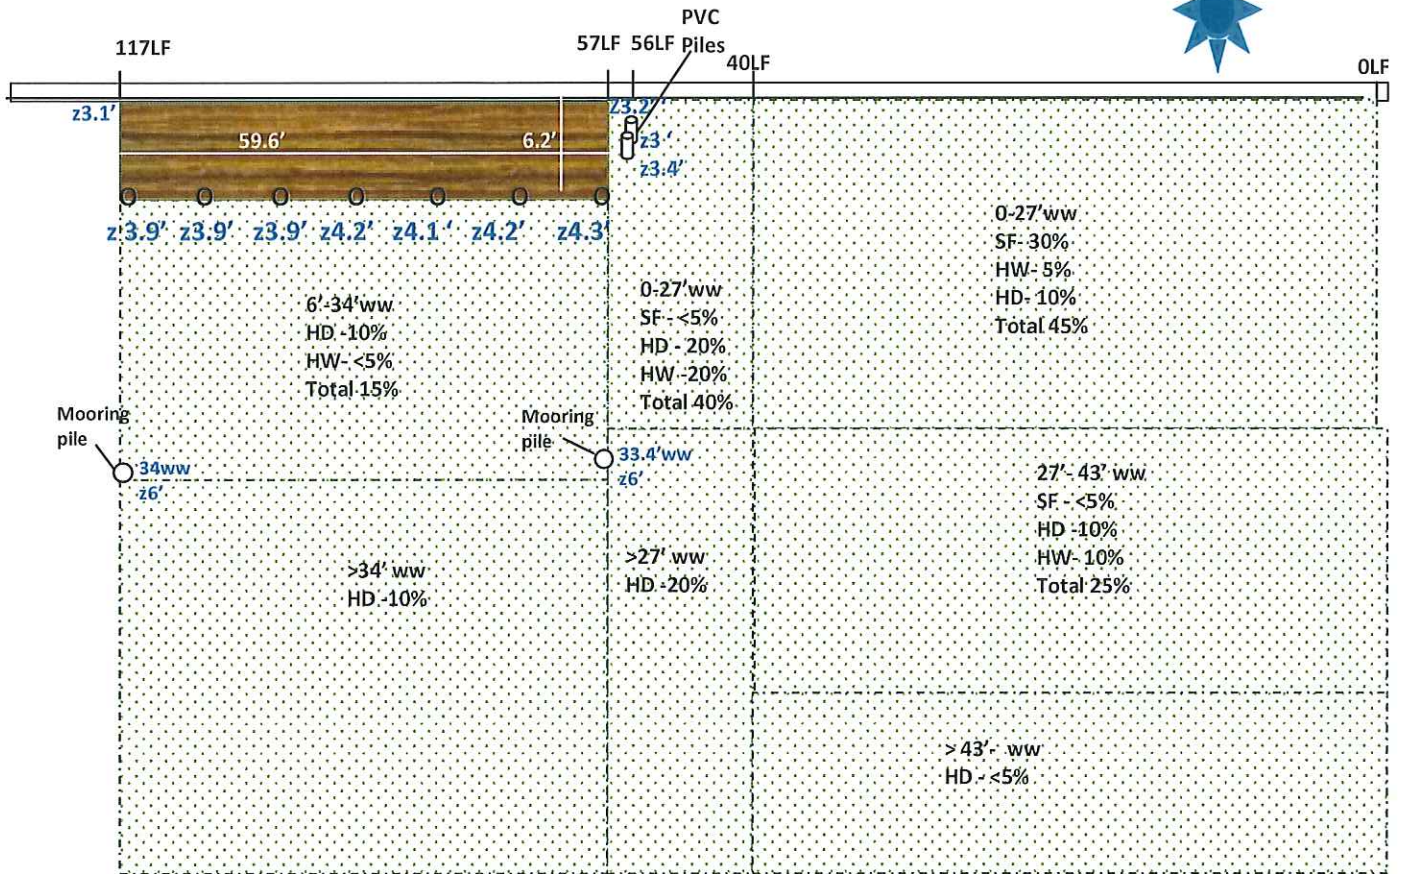 PVC
Piles
117LF
57LF 56LF
40LF
0LF
z3.1'
z3.2'
59.6'
6.2'
z3 '
z3.4'
z 3.9' z3.9' z3.9' z4.2' z4.1 ' z4.2' z4.3'
0-27'ww
SF- 30%
HW- 5%
HD- 10%
Total 45%
0-27'ww
SF - <5%
HD - 20%
HW -20%
Total 40%
6'-34'ww
HD -10%
HW- <5%
Total 15%
Mooring
pile
34ww
z6'
Mooring
pile
33.4'ww
z6'
27'- 43' ww
SF - <5%
HD -10%
HW- 10%
Total 25%
>34' ww
HD -10%
>27' ww
HD -20%
> 43'- ww
HD - <5%